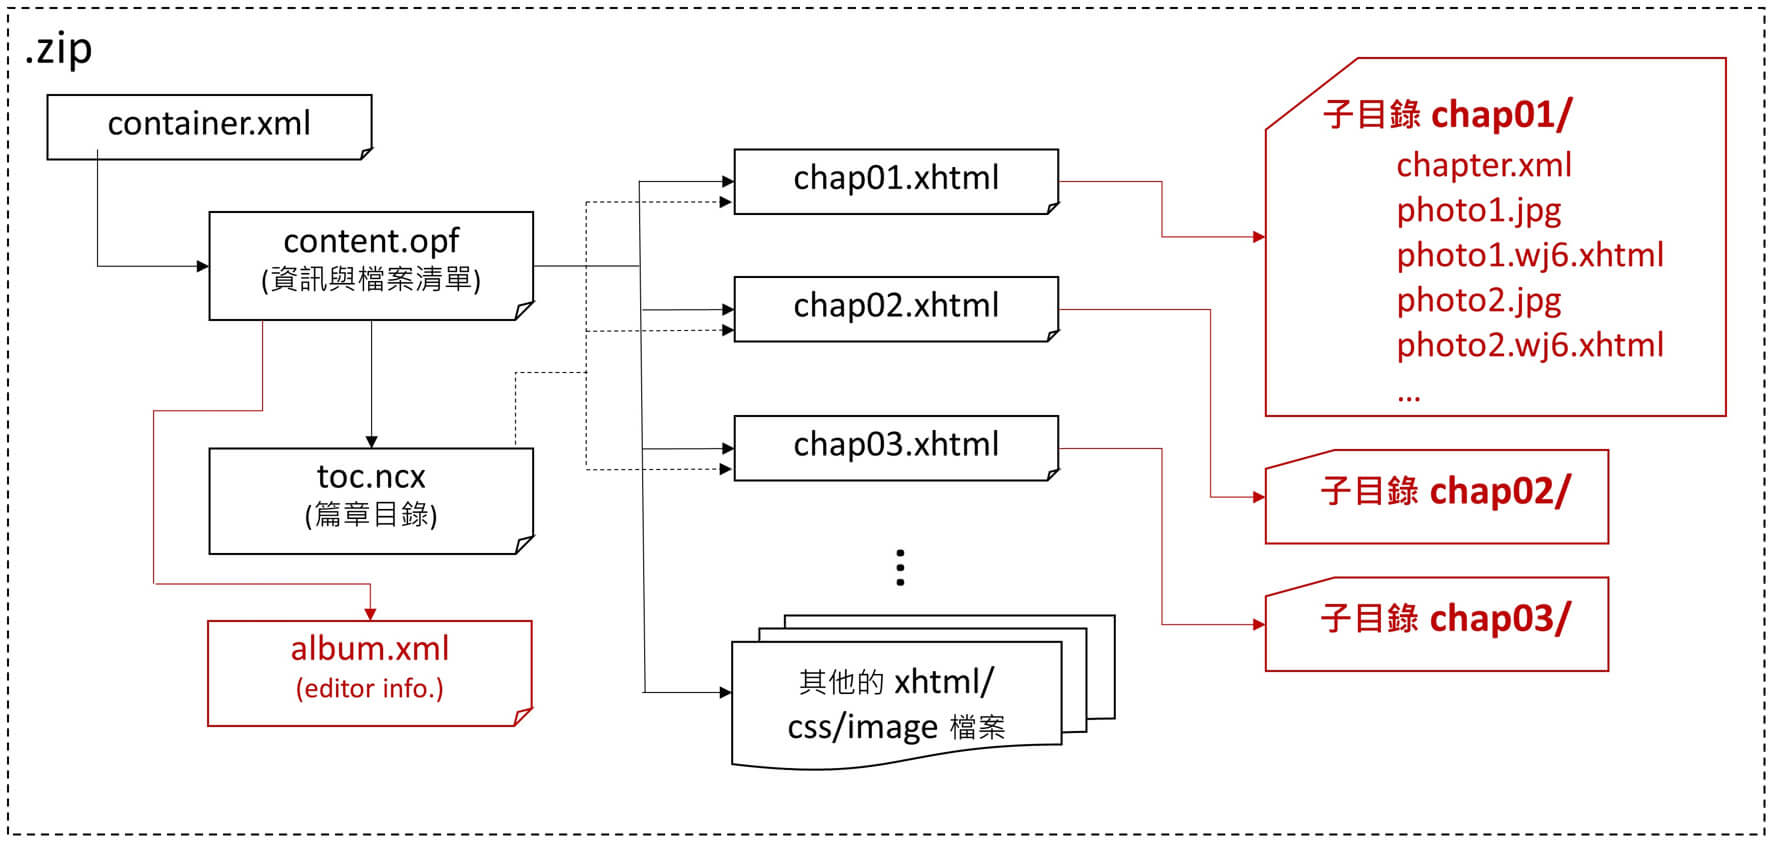 .zip
container.xml
content.opf
(資訊與檔案清單)
toc.ncx
(篇章目錄)
album.xml
(editor info.)
chap01.xhtml
chap02.xhtml
chap03.xhtml
⋮
其他的 xhtml/
css/image 檔案
子目錄 chap01/
chapter.xml
photo1.jpg
photo1.wj6.xhtml
photo2.jpg
photo2.wj6.xhtml
...
子目錄 chap02/
子目錄 chap03/